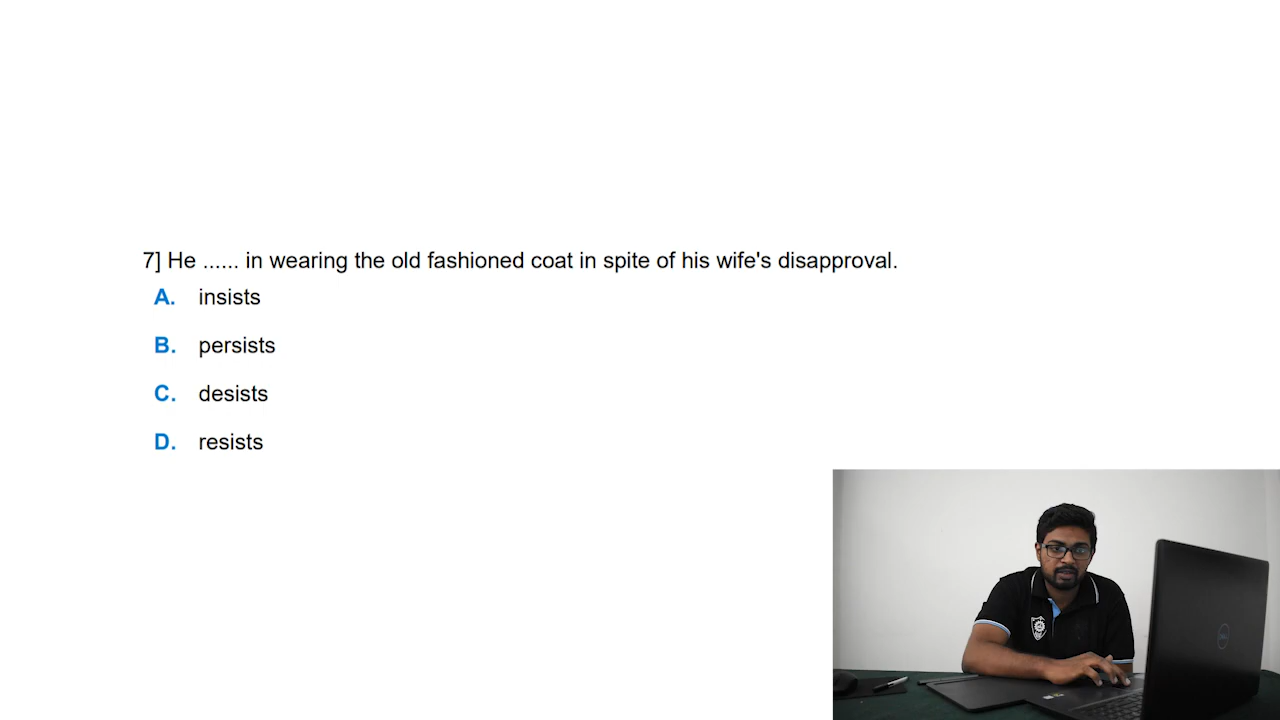 7] He ...... in wearing the old fashioned coat in spite of his wife's disapproval.
A. insists
B. persists
C. desists
D. resists